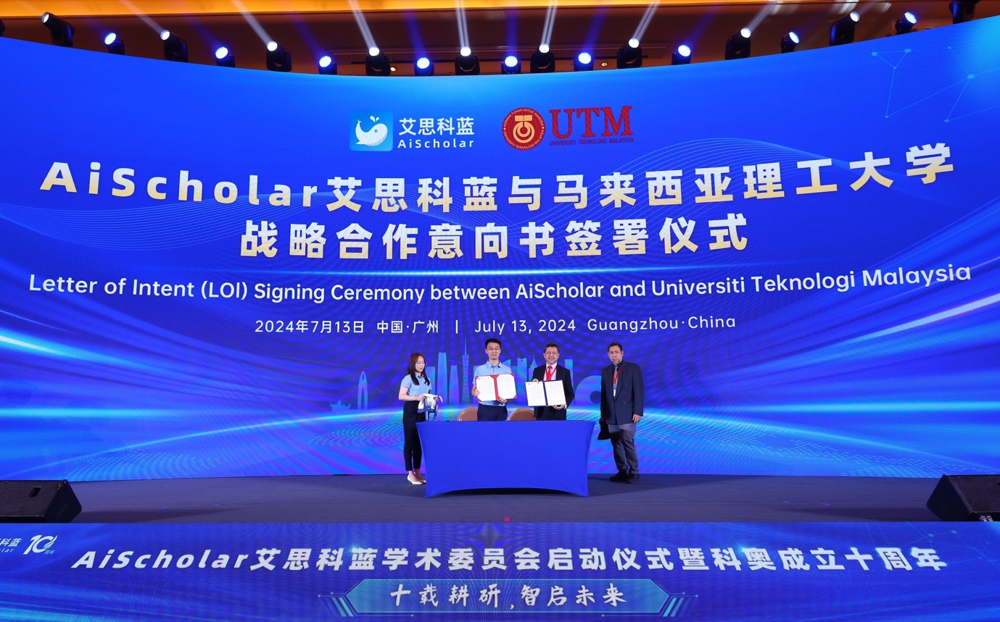 艾思科蓝
AiScholar
UTM
UNIVERSITI TEKNOLOGI MALAYSIA
AiScholar艾思科蓝与马来西亚理工大学
战略合作意向书签署仪式
Letter of Intent (LOI) Signing Ceremony between AiScholar and Universiti Teknologi Malaysia
2024年7月13日 中国·广州 | July 13, 2024 Guangzhou·China
科蓝
10
周年
AiScholar艾思科蓝学术委员会启动仪式暨科奥成立十周年
十载耕研,智启未来